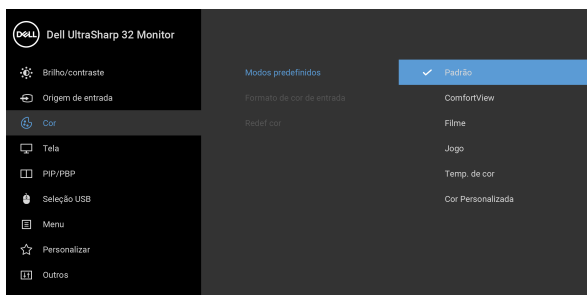 DELL Dell UltraSharp 32 Monitor
Brilho/contraste
Origem de entrada
Cor
Tela
PIP/PBP
Seleção USB
Menu
Personalizar
Outros
Modos predefinidos
Formato de cor de entrada
Redef cor
Padrão
ComfortView
Filme
Jogo
Temp. de cor
Cor Personalizada